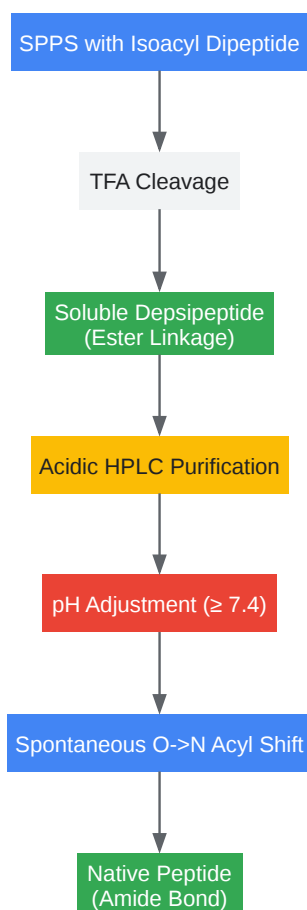 SPPS with Isoacyl Dipeptide
TFA Cleavage
Soluble Depsipeptide
(Ester Linkage)
Acidic HPLC Purification
pH Adjustment (≥ 7.4)
Spontaneous O->N Acyl Shift
Native Peptide
(Amide Bond)